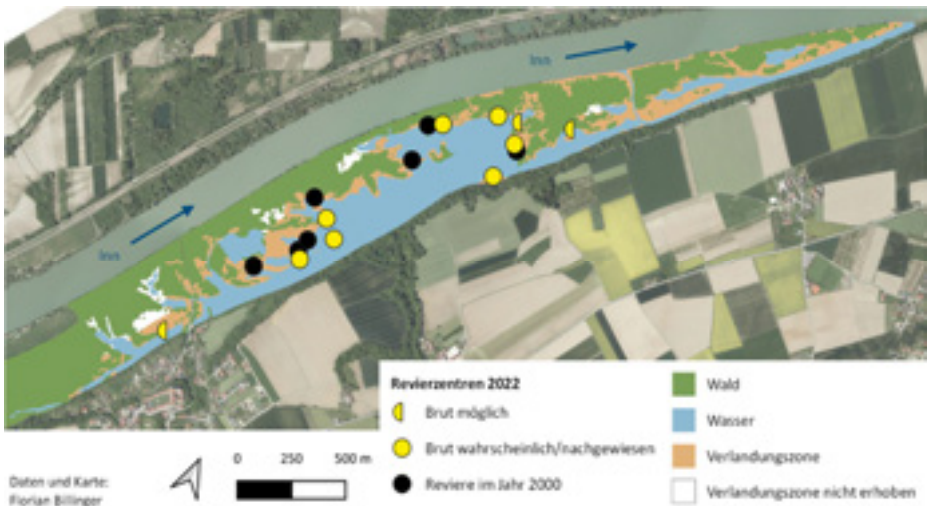 Inn
Inn
Inn
Revierzentren 2022
Brut möglich
Brut wahrscheinlich/nachgewiesen
Reviere im Jahr 2000
Wald
Wasser
Verlandungszone
Verlandungszone nicht erhoben
0 250 500 m
Daten und Karte:
Florian Billinger